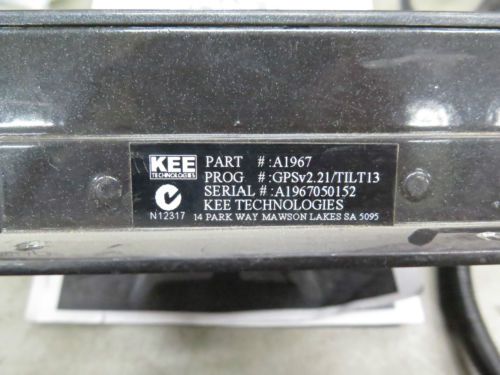 KEE
TECHNOLOGIES
N12317
PART # :A1967
PROG # :GPSv2.21/TILT13
SERIAL # :A1967050152
KEE TECHNOLOGIES
14 PARK WAY MAWSON LAKES SA 5095